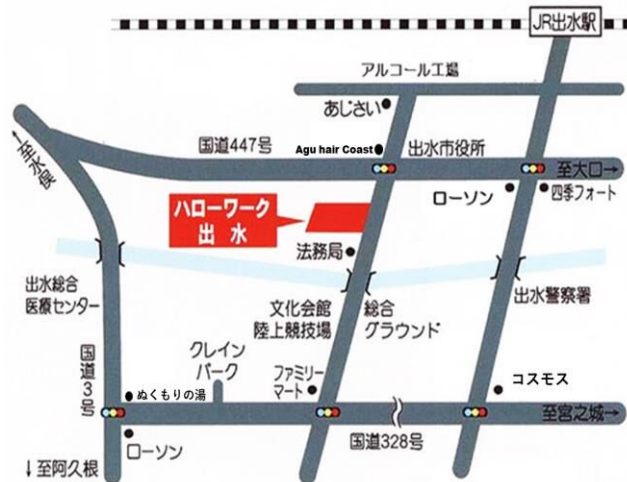 JR出水駅
アルコール工場
あじさい
Agu hair Coast
出水市役所
国道447号
至大口→
↑至水俣
ローソン
四季フォート
ハローワーク
出 水
法務局
出水総合
医療センター
文化会館
陸上競技場
総合
グラウンド
出水警察署
国道3号
クレイン
パーク
ぬくもりの湯
ファミリー
マート
コスモス
至宮之城→
国道328号
ローソン
↓至阿久根